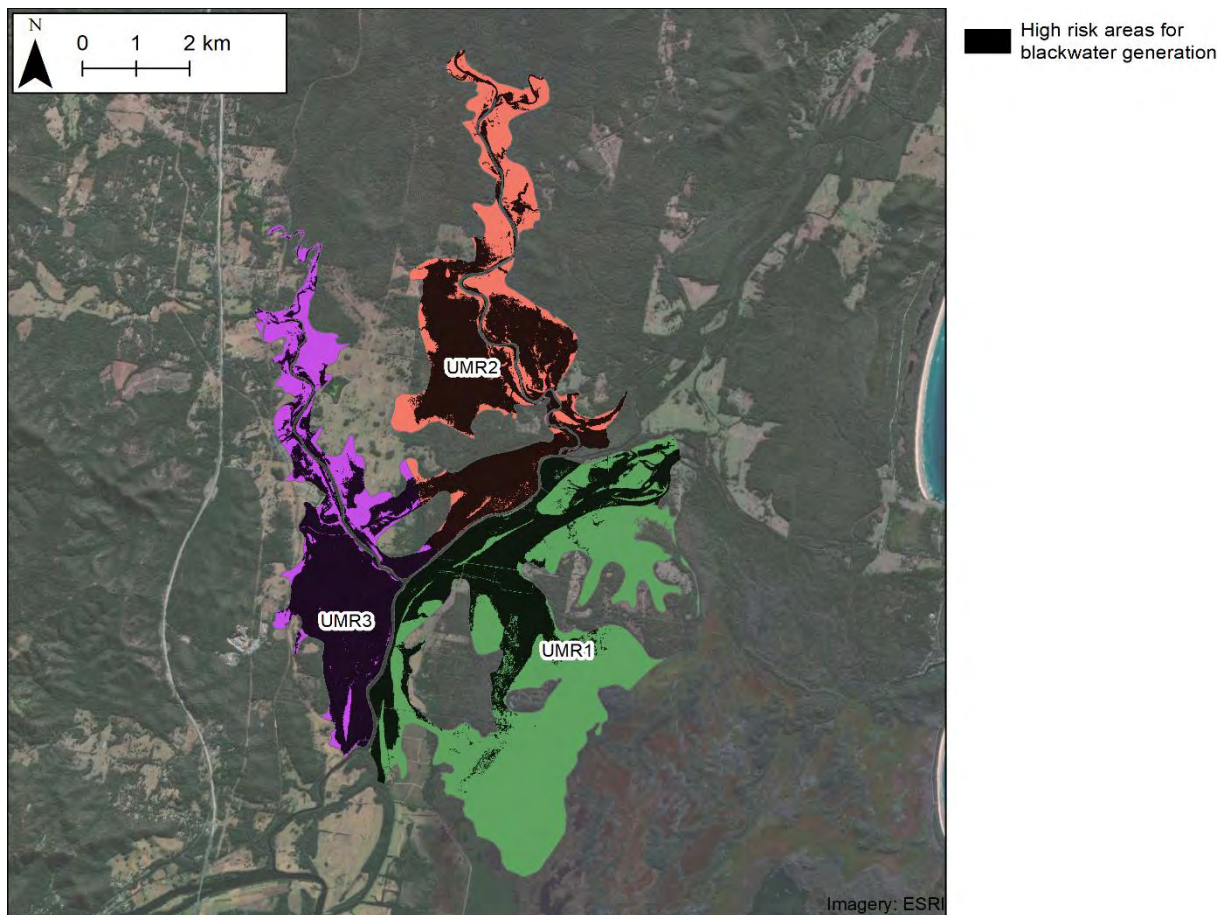 N
0 1 2 km
High risk areas for
blackwater generation
UMR2
UMR3
UMR1
Imagery: ESRI